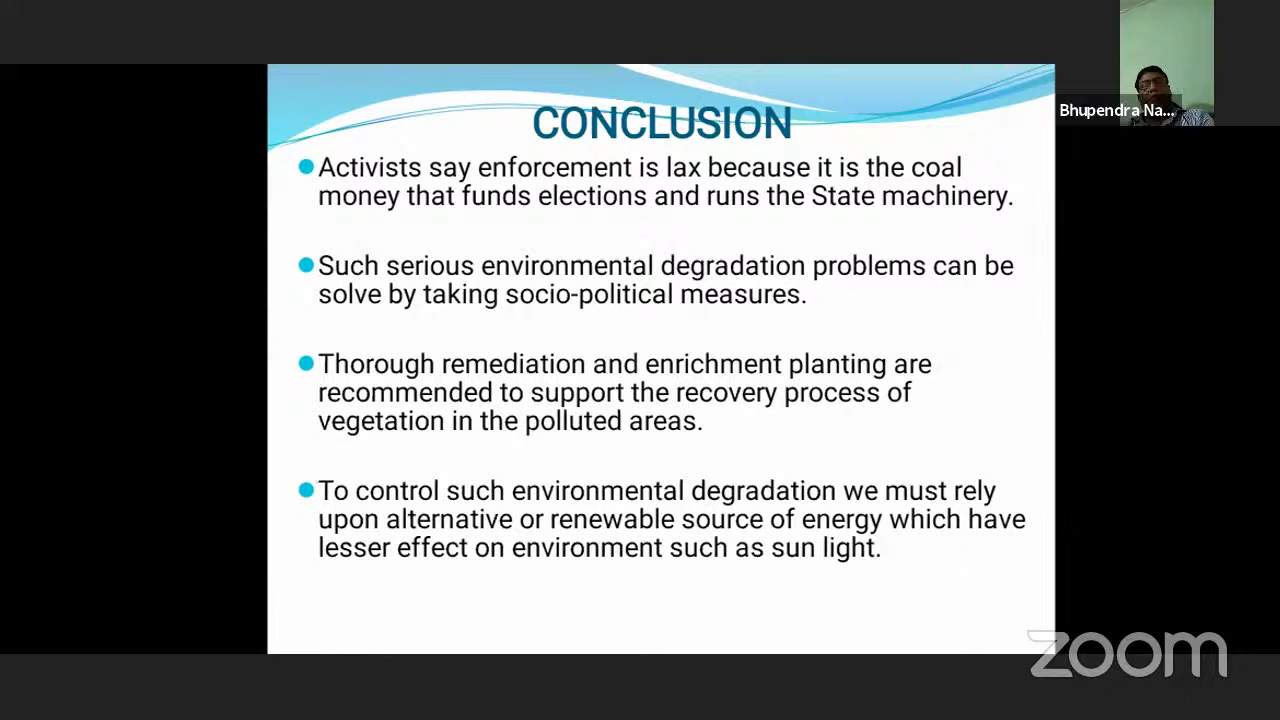 CONCLUSION
Activists say enforcement is lax because it is the coal
money that funds elections and runs the State machinery.
Such serious environmental degradation problems can be
solve by taking socio-political measures.
Thorough remediation and enrichment planting are
recommended to support the recovery process of
vegetation in the polluted areas.
To control such environmental degradation we must rely
upon alternative or renewable source of energy which have
lesser effect on environment such as sun light.
Bhupendra Na...
zoom